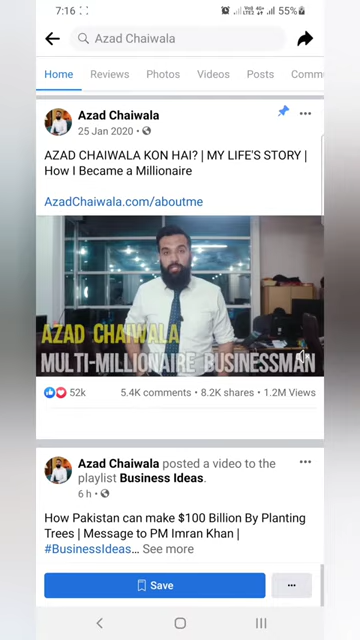 7:16
55%
Azad Chaiwala
Home Reviews Photos Videos Posts Comm
Azad Chaiwala
25 Jan 2020 •
AZAD CHAIWALA KON HAI? | MY LIFE'S STORY |
How I Became a Millionaire
AzadChaiwala.com/aboutme
AZAD CHAIWALA
MULTI-MILLIONAIRE BUSINESSMAN
52k 5.4K comments • 8.2K shares • 1.2M Views
Azad Chaiwala posted a video to the
playlist Business Ideas.
6 h •
How Pakistan can make $100 Billion By Planting
Trees | Message to PM Imran Khan |
#BusinessIdeas... See more
Save